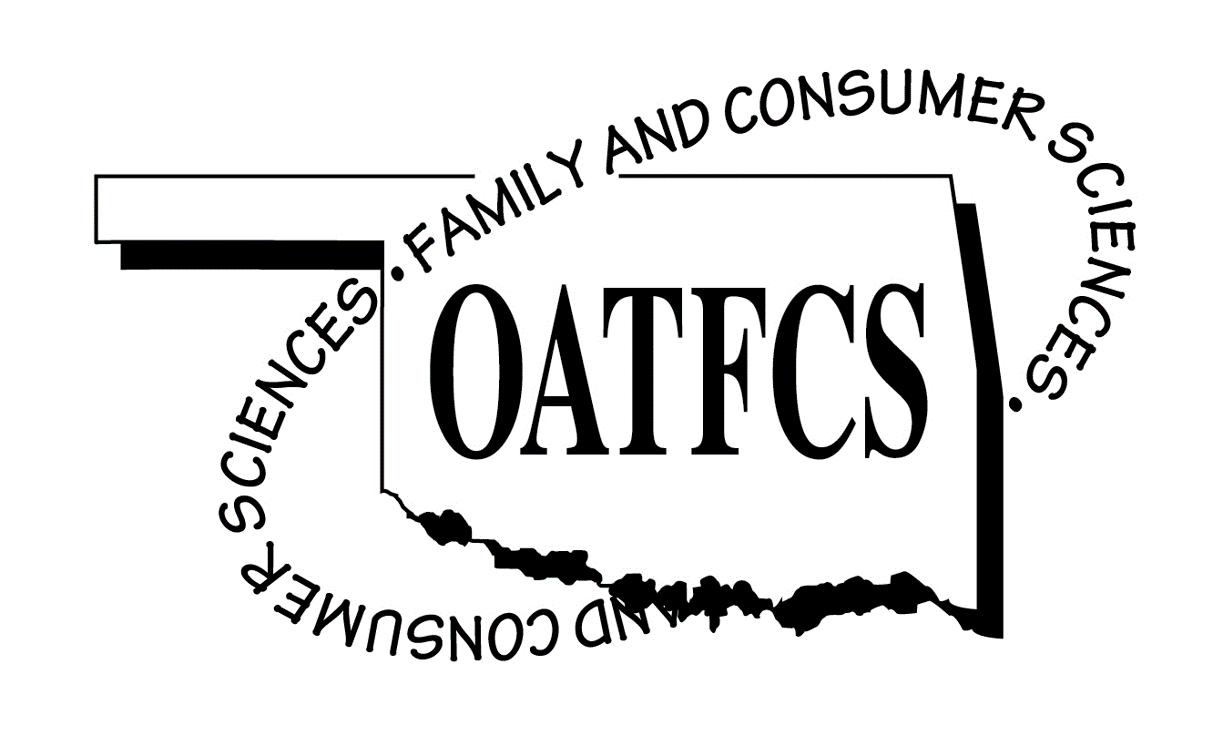 FAMILY AND CONSUMER SCIENCES •
OATFCS
AND CONSUMER SCIENCES •